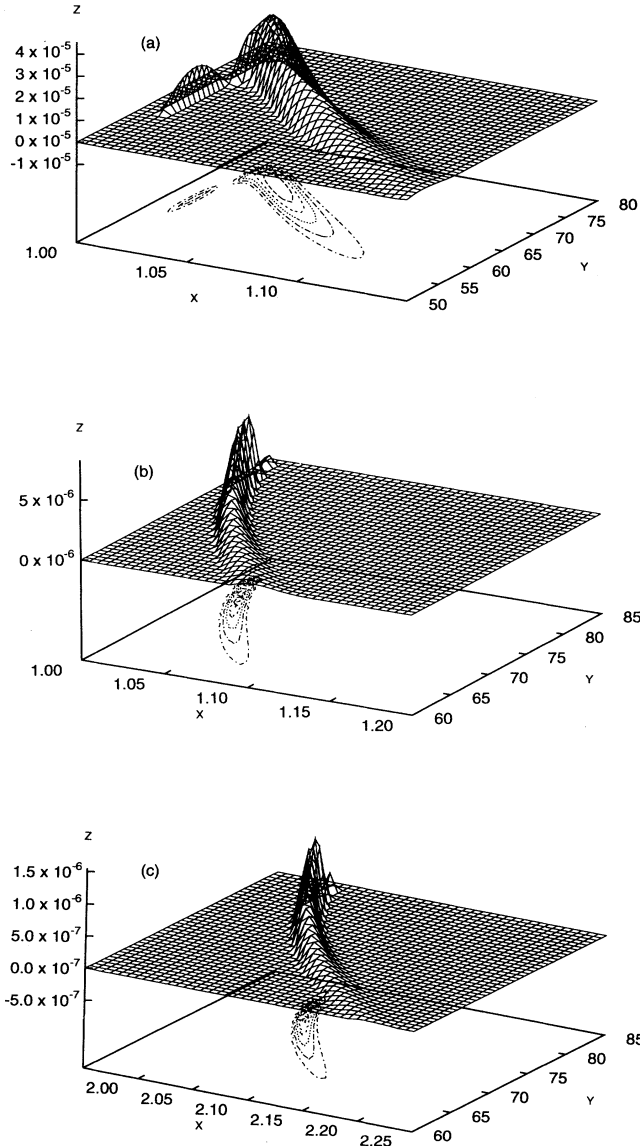 Z
(a)
4 x 10-5
3 x 10-5
2 x 10-5
1 x 10-5
0 x 10-5
-1 x 10-5
80
75
70
65
60
55
50
Y
1.00
1.05
1.10
X
Z
(b)
5 x 10-6
0 x 10-6
85
80
75
70
65
60
Y
1.00
1.05
1.10
1.15
1.20
X
Z
(c)
1.5 x 10-6
1.0 x 10-6
5.0 x 10-7
0.0 x 10-7
-5.0 x 10-7
85
80
75
70
65
60
Y
2.00
2.05
2.10
2.15
2.20
2.25
X